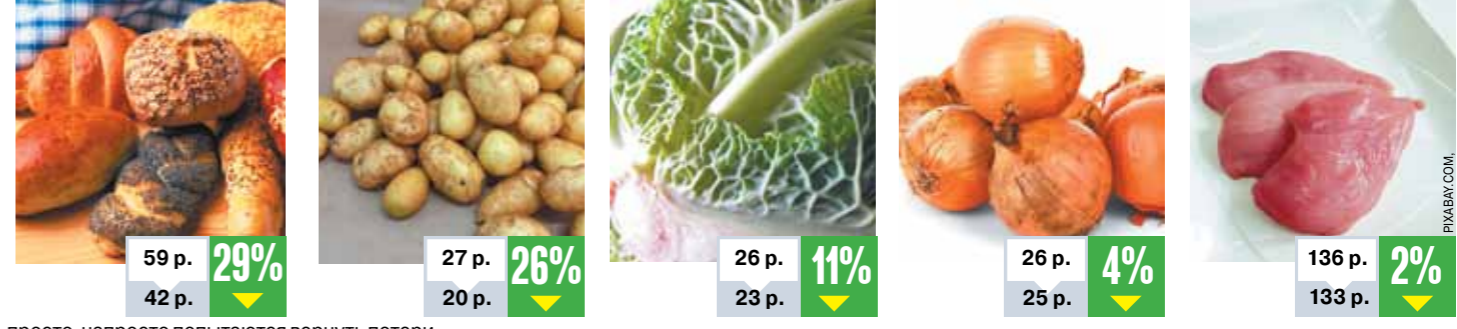 59 р.
29%
42 р.
27 р.
26%
20 р.
26 р.
11%
23 р.
26 р.
4%
25 р.
136 р.
2%
133 р.
PIXABAY.COM,